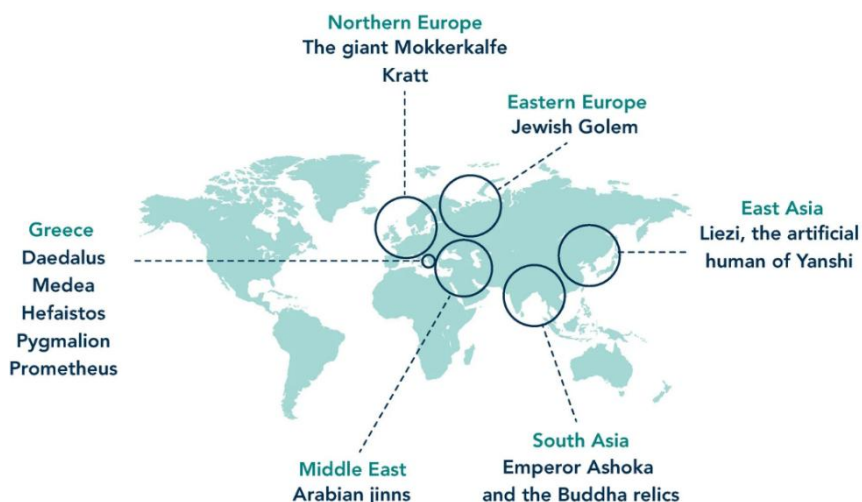 Northern Europe
The giant Mokkerkalfe
Kratt
Eastern Europe
Jewish Golem
Greece
Daedalus
Medea
Hefaistos
Pygmalion
Prometheus
East Asia
Liezi, the artificial
human of Yanshi
Middle East
Arabian jinns
South Asia
Emperor Ashoka
and the Buddha relics